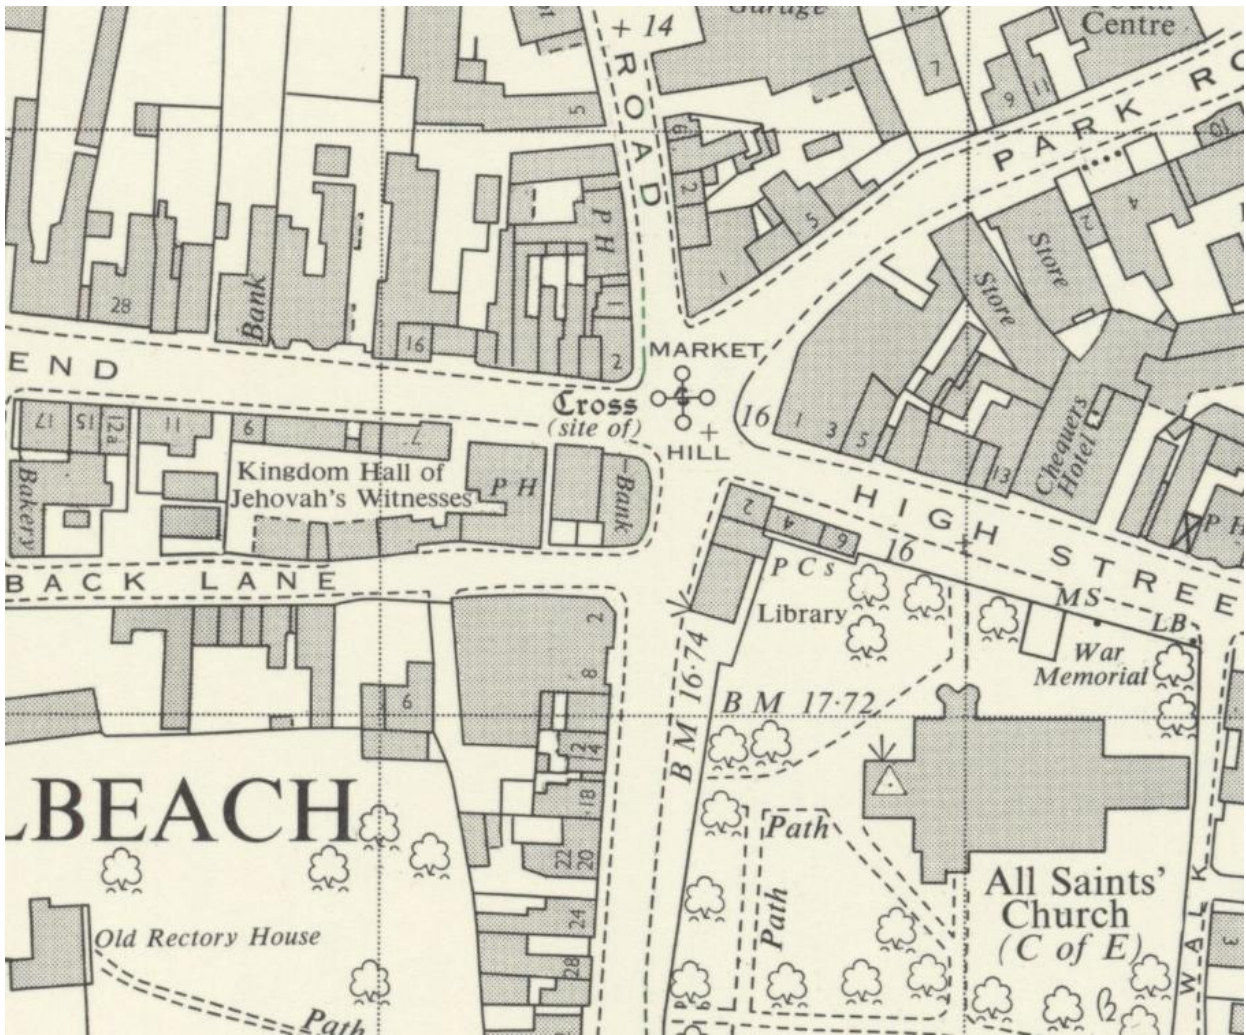 + 14
Garage
Centre
ROAD
5
7
9
11
PARK RO
10
6
2
P H
5
4
2
Store
Store
1
1
28
Bank
16
2
MARKET
END
Cross
(site of)
+
HILL
16
1
3
5
13
Chequers
Hotel
17
15
12a
11
9
7
Kingdom Hall of
Jehovah's Witnesses
P H
Bank
Bakery
HIGH STREE
P H
2
4
6
16
P C s
BACK LANE
Library
MS
LB
War
Memorial
2
8
6
B M 16·74
B M 17·72
12
14
18
LBEACH
Path
22
20
All Saints'
Church
(C of E)
WALK
3
Path
24
Old Rectory House
28
Path